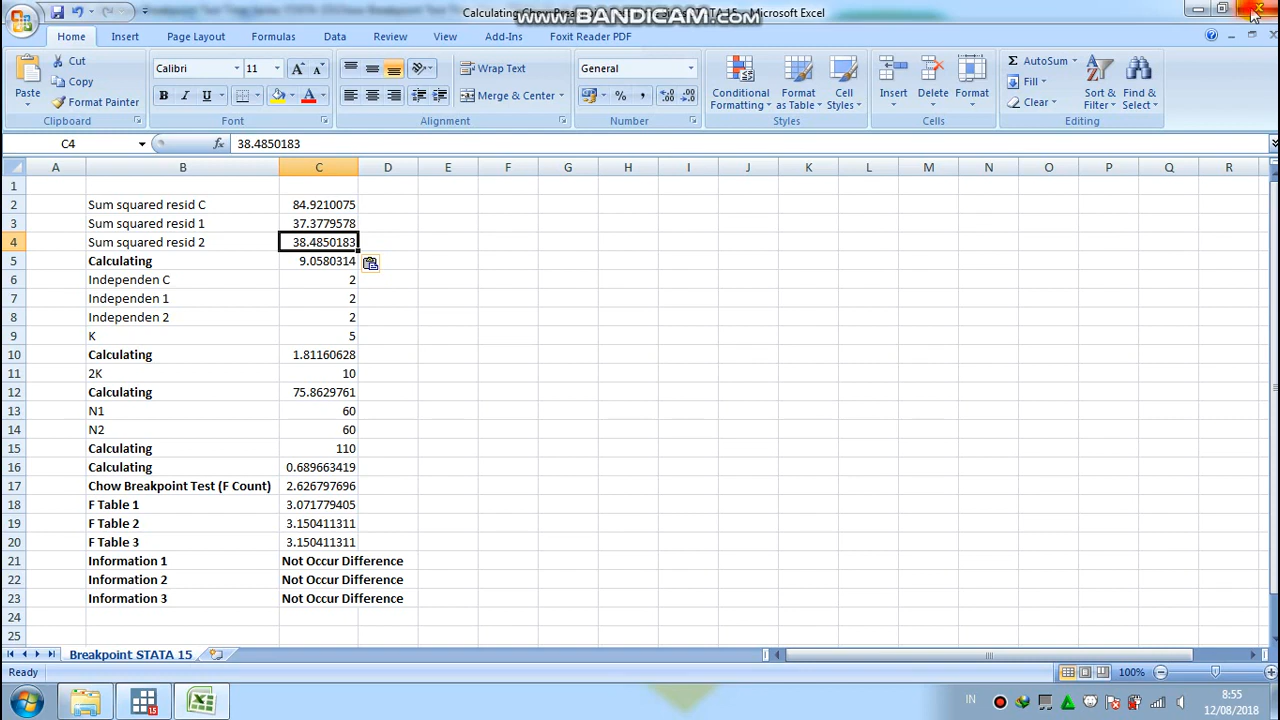 Calculating Chow Brea
www.BANDICAM.com
STATA 15 - Microsoft Excel
Home Insert Page Layout Formulas Data Review View Add-Ins Foxit Reader PDF
Paste
Cut
Copy
Format Painter
Calibri 11
B I U
Wrap Text
Merge & Center
General
% ,
Conditional Formatting
Format as Table
Cell Styles
Insert
Delete
Format
AutoSum
Fill
Clear
Sort & Filter
Find & Select
Clipboard Font Alignment Number Styles Cells Editing
C4 fx 38.4850183
A B C D E F G H I J K L M N O P Q R
1
2 Sum squared resid C 84.9210075
3 Sum squared resid 1 37.3779578
4 Sum squared resid 2 38.4850183
5 Calculating 9.0580314
6 Independen C 2
7 Independen 1 2
8 Independen 2 2
9 K 5
10 Calculating 1.81160628
11 2K 10
12 Calculating 75.8629761
13 N1 60
14 N2 60
15 Calculating 110
16 Calculating 0.689663419
17 Chow Breakpoint Test (F Count) 2.626797696
18 F Table 1 3.071779405
19 F Table 2 3.150411311
20 F Table 3 3.150411311
21 Information 1 Not Occur Difference
22 Information 2 Not Occur Difference
23 Information 3 Not Occur Difference
24
25
Breakpoint STATA 15
Ready 100%
15
IN
8:55
12/08/2018